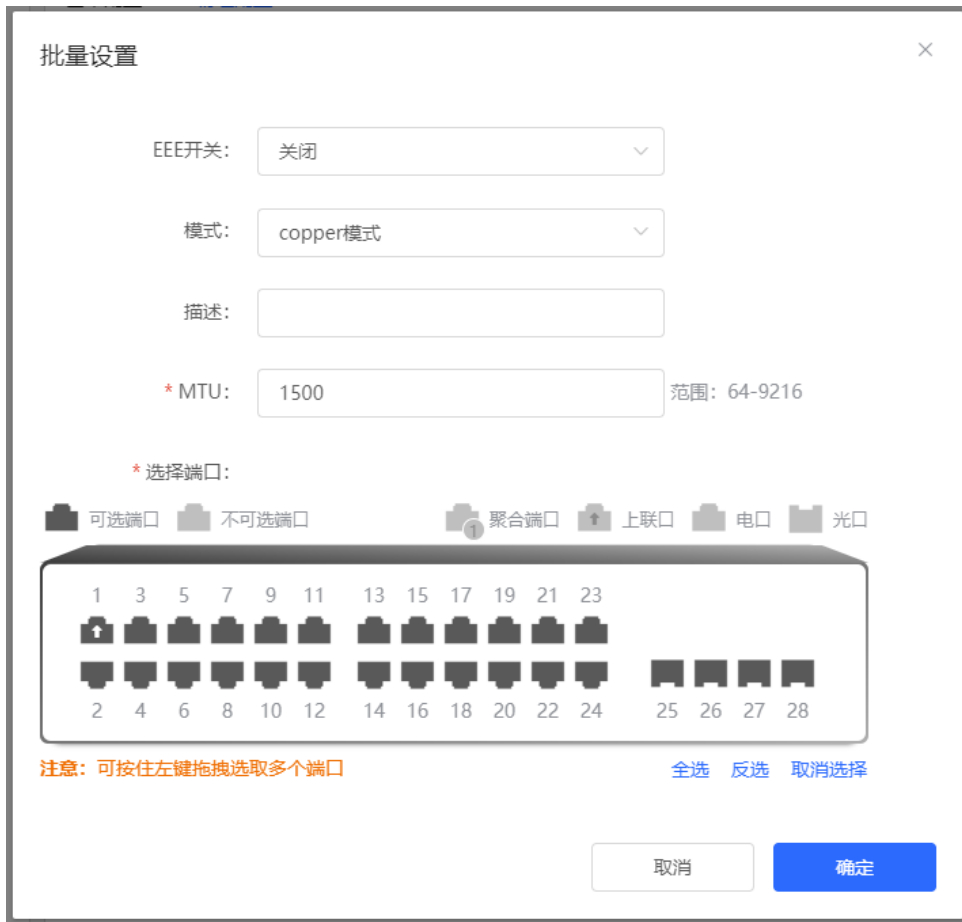 批量设置
EEE开关: 关闭
模式: copper模式
描述:
* MTU: 1500 范围: 64-9216
* 选择端口:
可选端口 不可选端口 1 聚合端口 上联口 电口 光口
1 3 5 7 9 11 13 15 17 19 21 23
2 4 6 8 10 12 14 16 18 20 22 24 25 26 27 28
注意: 可按住左键拖拽选取多个端口 全选 反选 取消选择
取消 确定